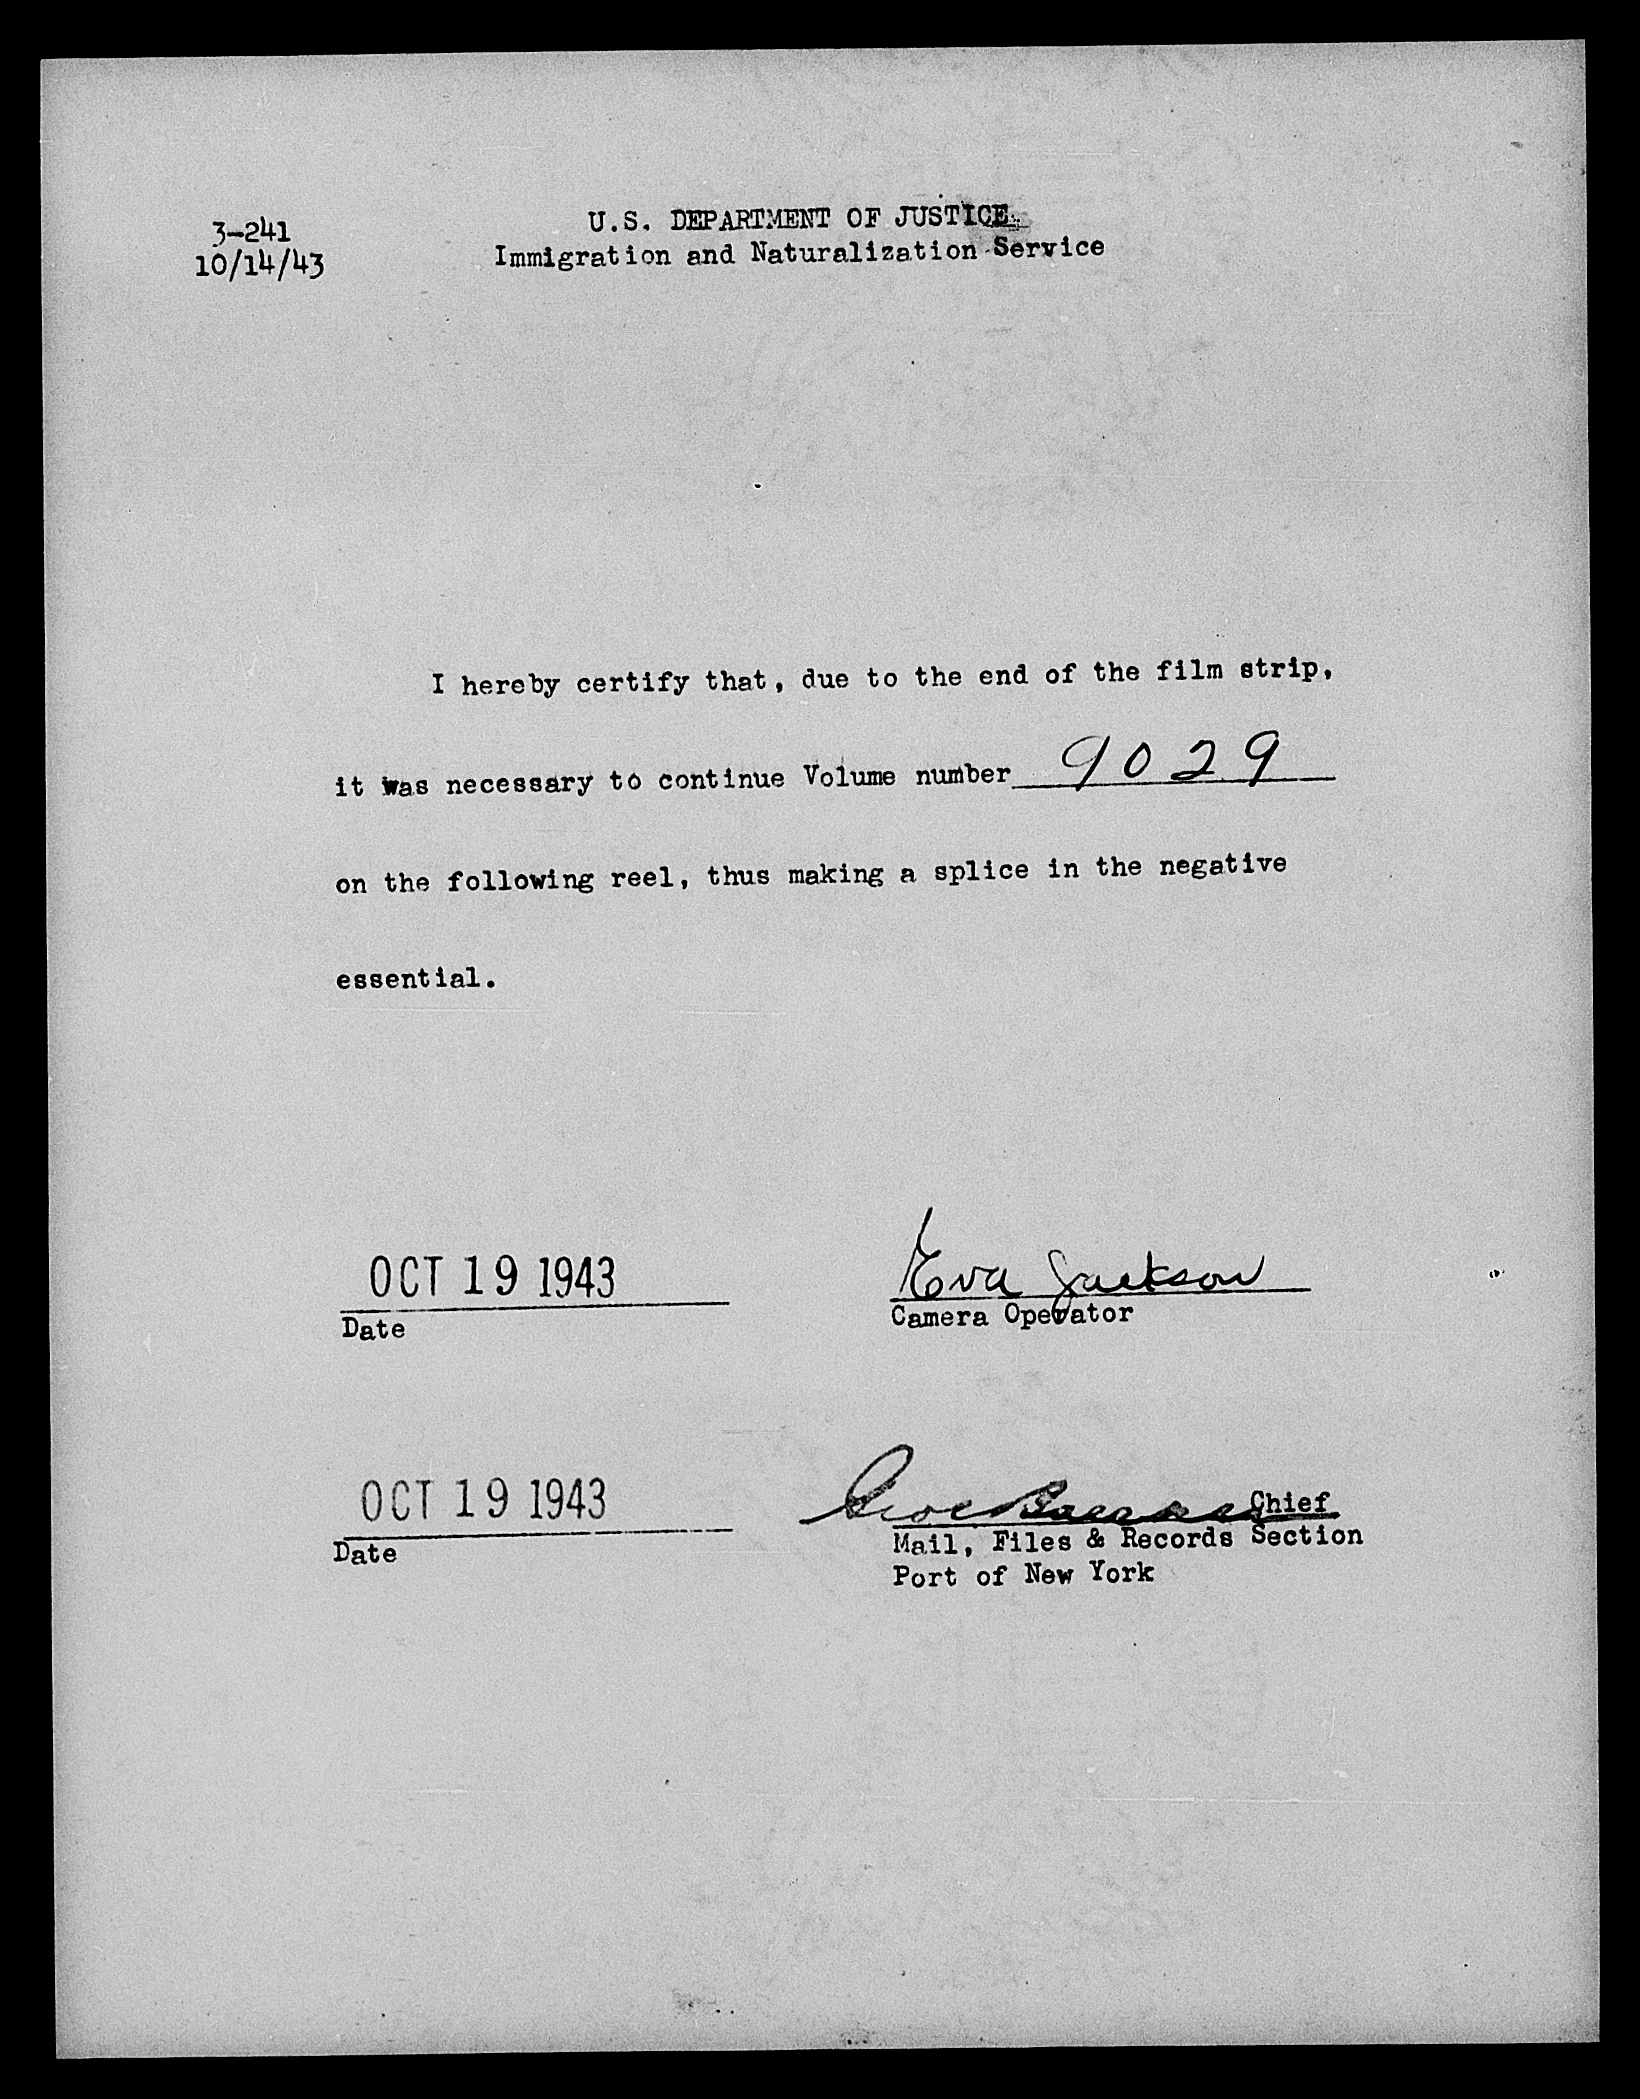 3-241
10/14/43
U.S. DEPARTMENT OF JUSTICE
Immigration and Naturalization Service
I hereby certify that, due to the end of the film strip,
it was necessary to continue Volume number 9029
on the following reel, thus making a splice in the negative
essential.
OCT 19 1943
Date
Eva Jackson
Camera Operator
OCT 19 1943
Date
Chief
Mail, Files & Records Section
Port of New York